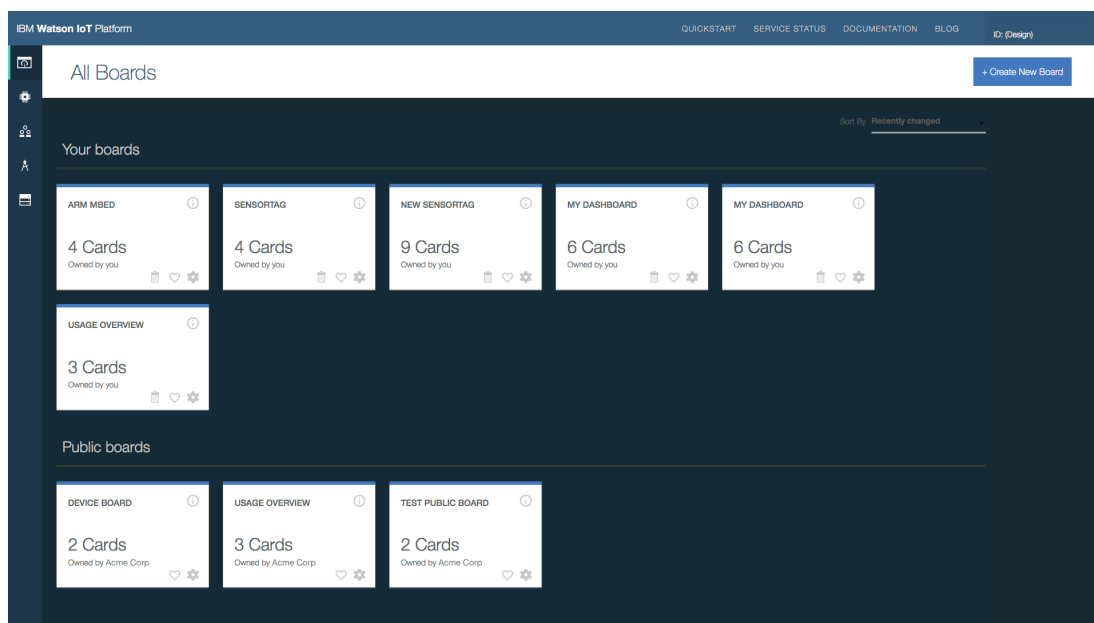 IBM Watson IoT Platform
QUICKSTART SERVICE STATUS DOCUMENTATION BLOG
ID: (Design)
All Boards
+ Create New Board
Sort By Recently changed
Your boards
ARM MBED
4 Cards
Owned by you
SENSORTAG
4 Cards
Owned by you
NEW SENSORTAG
9 Cards
Owned by you
MY DASHBOARD
6 Cards
Owned by you
MY DASHBOARD
6 Cards
Owned by you
USAGE OVERVIEW
3 Cards
Owned by you
Public boards
DEVICE BOARD
2 Cards
Owned by Acme Corp
USAGE OVERVIEW
3 Cards
Owned by Acme Corp
TEST PUBLIC BOARD
2 Cards
Owned by Acme Corp